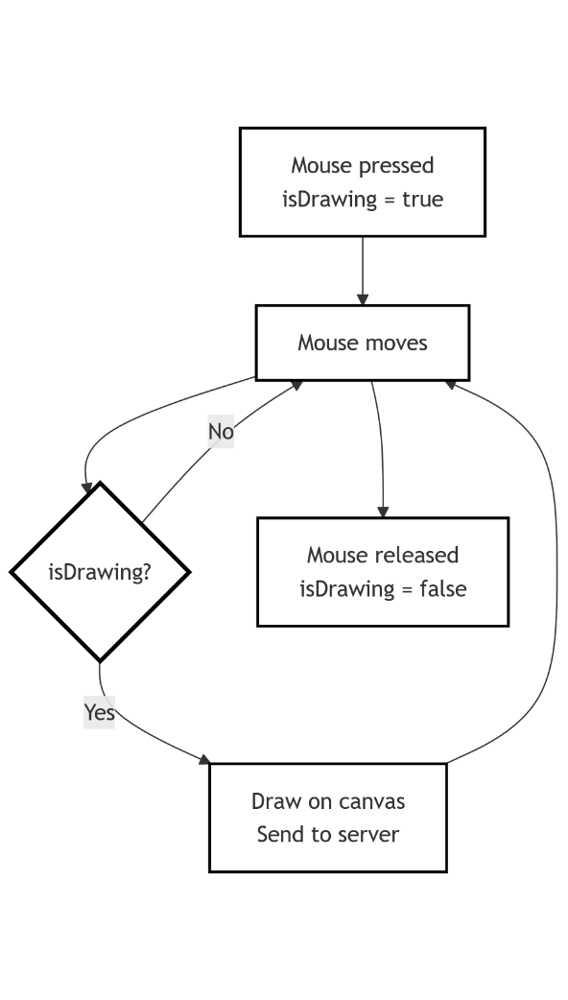 Mouse pressed
isDrawing = true
Mouse moves
No
isDrawing?
Mouse released
isDrawing = false
Yes
Draw on canvas
Send to server